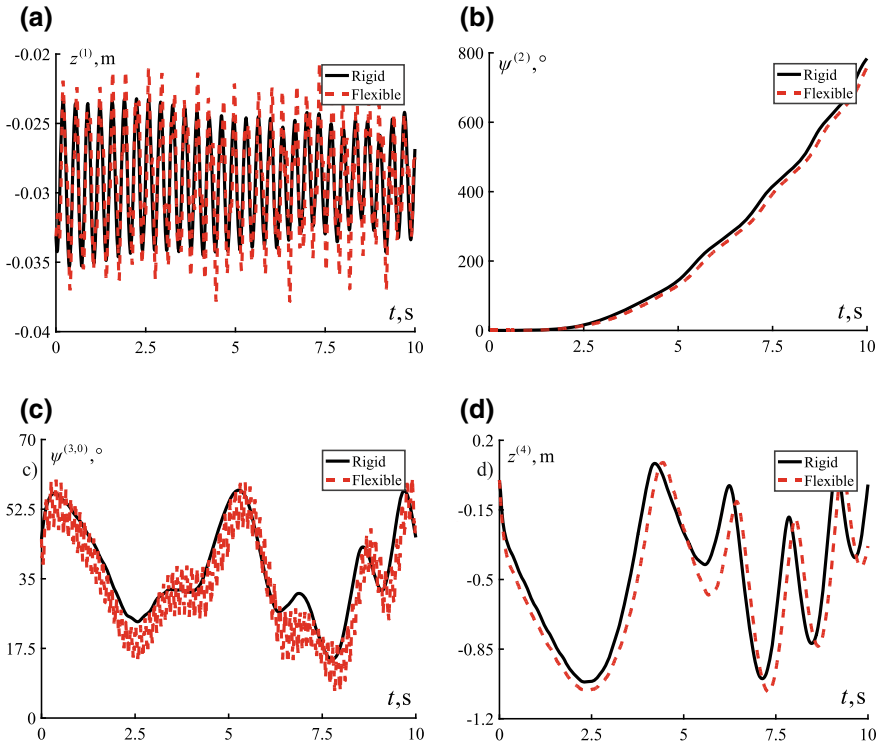 (a)
z(1),m
-0.02
-0.025
-0.03
-0.035
-0.04
Rigid
Flexible
t,s
0 2.5 5 7.5 10
(b)
ψ(2),°
800
600
400
200
0
Rigid
Flexible
t,s
0 2.5 5 7.5 10
(c)
c)
ψ(3,0),°
70
52.5
35
17.5
0
Rigid
Flexible
t,s
0 2.5 5 7.5 10
(d)
d)
z(4),m
0.2
-0.15
-0.5
-0.85
-1.2
Rigid
Flexible
t,s
0 2.5 5 7.5 10